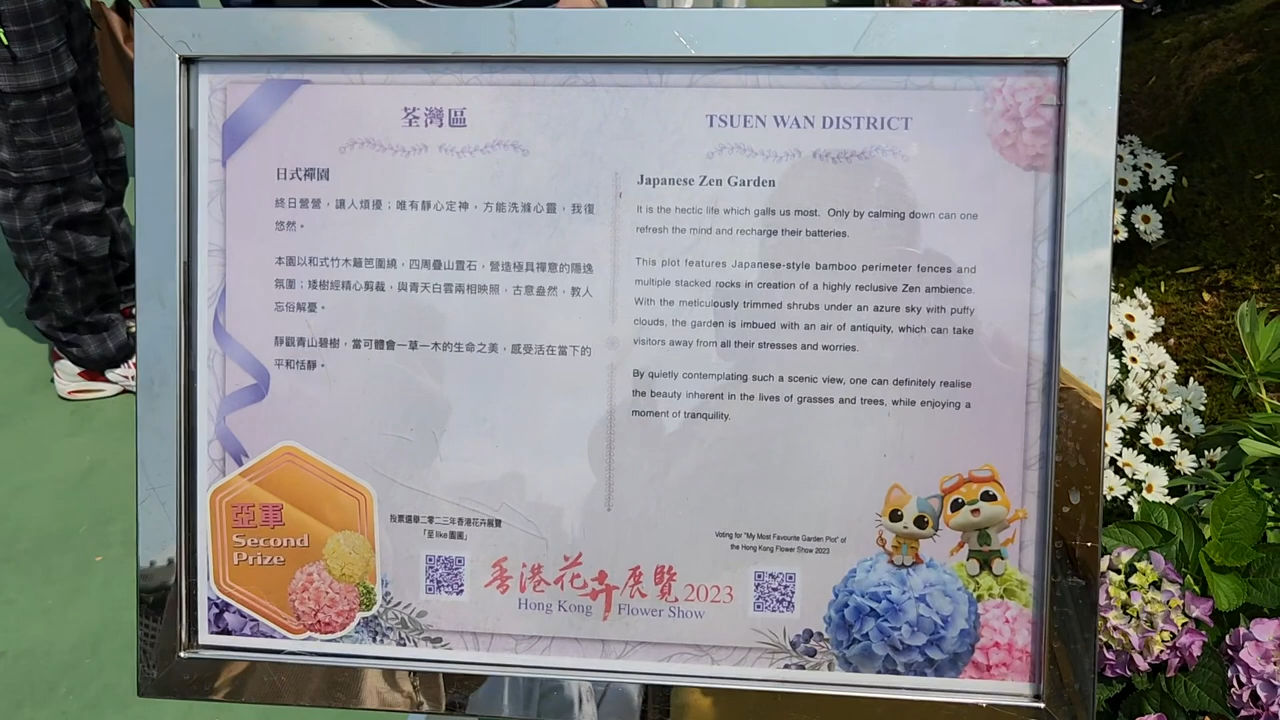 荃灣區
日式禪園
終日營營，讓人煩擾；唯有靜心定神，方能洗滌心靈，我復
悠然。
本園以和式竹木籬笆圍繞，四周疊山置石，營造極具禪意的隱逸
氛圍；矮樹經精心剪裁，與青天白雲兩相映照，古意盎然，教人
忘俗解憂。
靜觀青山碧樹，當可體會一草一木的生命之美，感受活在當下的
平和恬靜。
TSUEN WAN DISTRICT
Japanese Zen Garden
It is the hectic life which galls us most. Only by calming down can one
refresh the mind and recharge their batteries.
This plot features Japanese-style bamboo perimeter fences and
multiple stacked rocks in creation of a highly reclusive Zen ambience.
With the meticulously trimmed shrubs under an azure sky with puffy
clouds, the garden is imbued with an air of antiquity, which can take
visitors away from all their stresses and worries.
By quietly contemplating such a scenic view, one can definitely realise
the beauty inherent in the lives of grasses and trees, while enjoying a
moment of tranquility.
亞軍
Second
Prize
投票選舉二零二三年香港花卉展覽
「至like園圃」
香港花卉展覽2023
Hong Kong Flower Show
Voting for "My Most Favourite Garden Plot" of
the Hong Kong Flower Show 2023